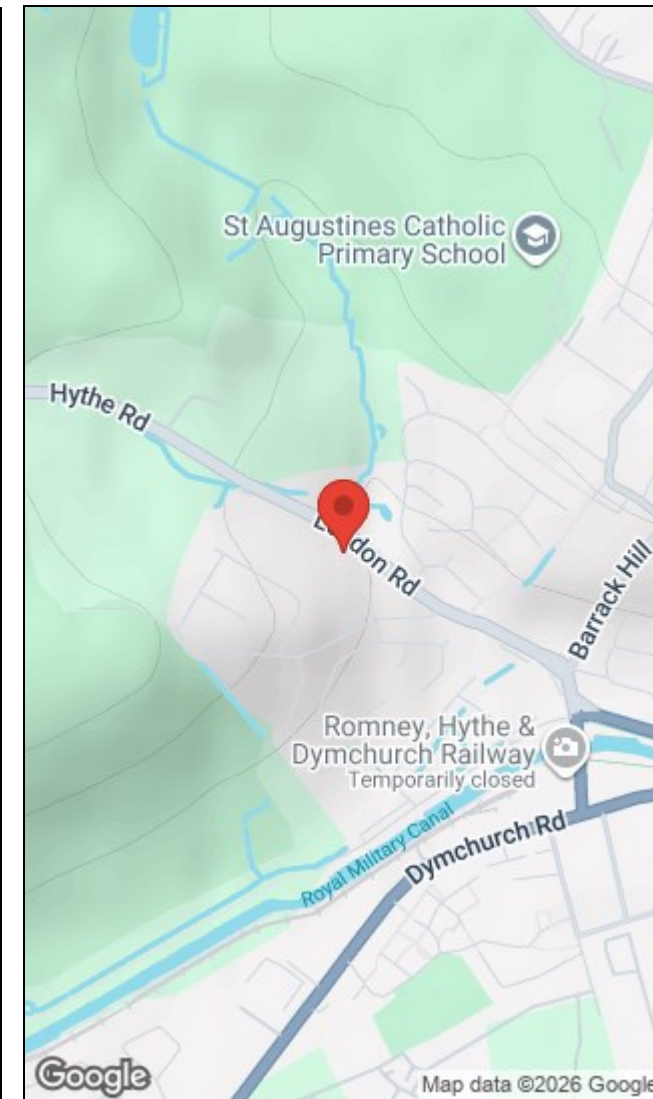 St Augustines Catholic
Primary School
Hythe Rd
London Rd
Barrack Hill
Romney, Hythe &
Dymchurch Railway
Temporarily closed
Royal Military Canal
Dymchurch Rd
Google
Map data ©2026 Google